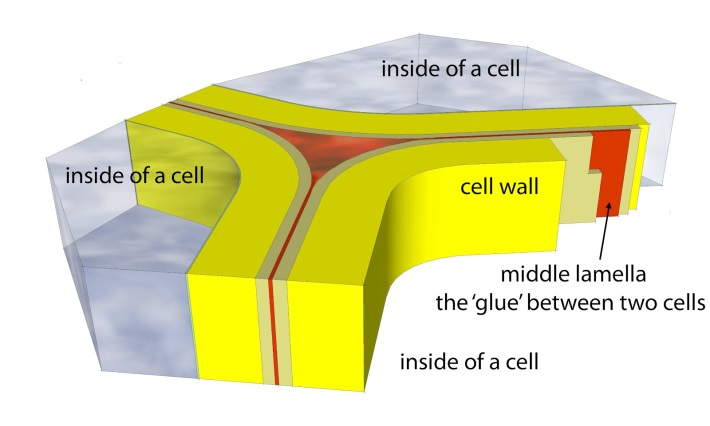 inside of a cell
inside of a cell
cell wall
middle lamella
the 'glue' between two cells
inside of a cell